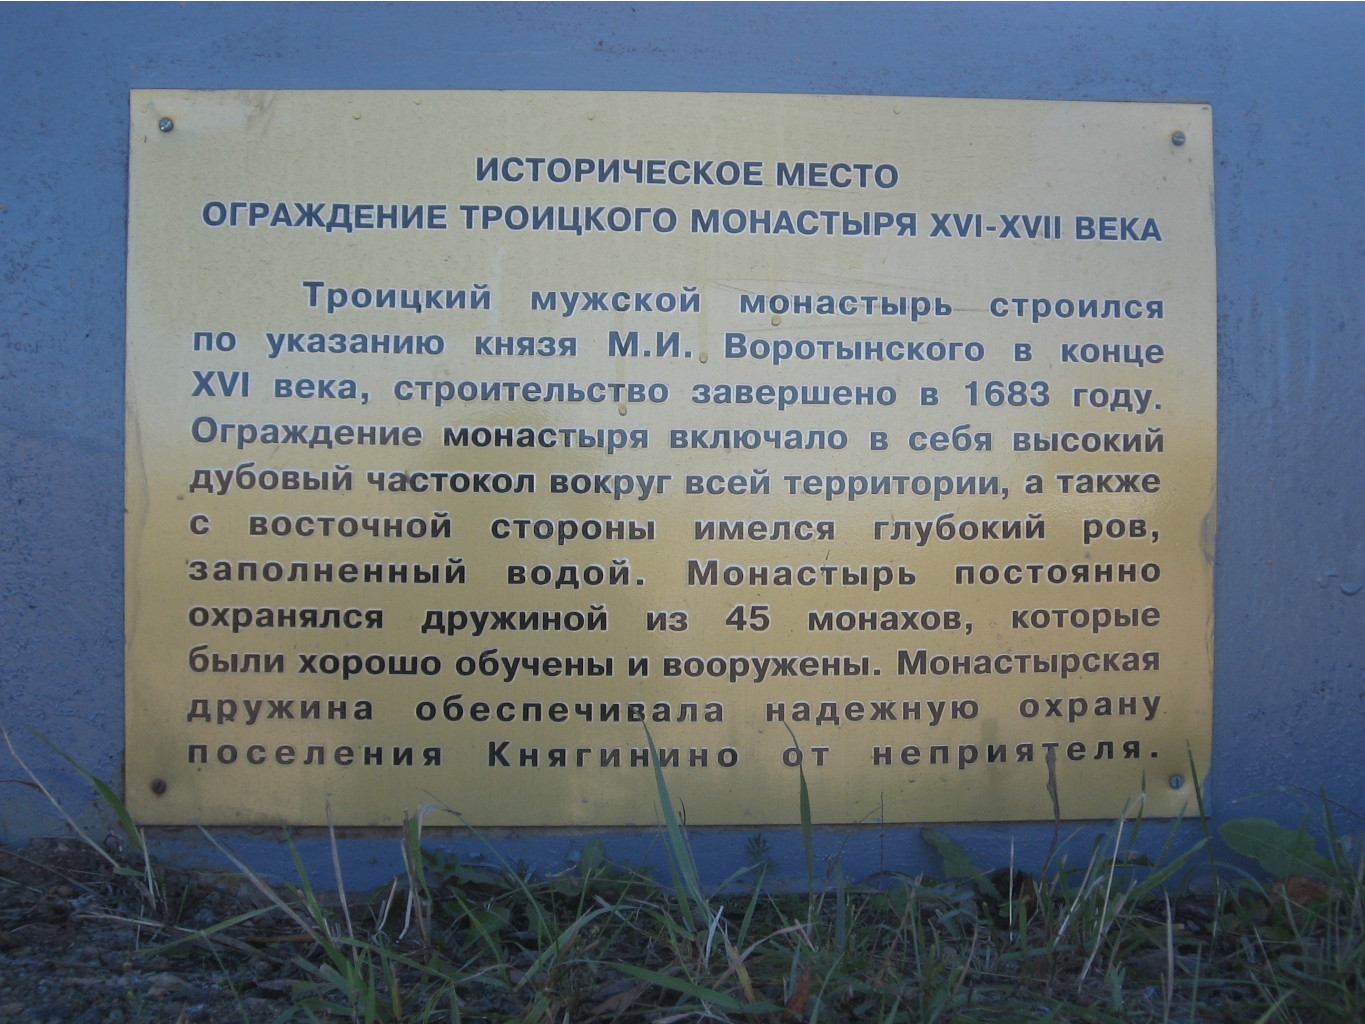 ИСТОРИЧЕСКОЕ МЕСТО
ОГРАЖДЕНИЕ ТРОИЦКОГО МОНАСТЫРЯ XVI-XVII ВЕКА
Троицкий мужской монастырь строился
по указанию князя М.И. Воротынского в конце
XVI века, строительство завершено в 1683 году.
Ограждение монастыря включало в себя высокий
дубовый частокол вокруг всей территории, а также
с восточной стороны имелся глубокий ров,
заполненный водой. Монастырь постоянно
охранялся дружиной из 45 монахов, которые
были хорошо обучены и вооружены. Монастырская
дружина обеспечивала надежную охрану
поселения Княгинино от неприятеля.